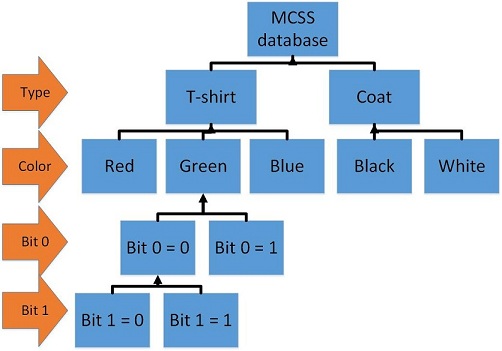 MCSS
database
Type
T-shirt
Coat
Color
Red
Green
Blue
Black
White
Bit 0
Bit 0 = 0
Bit 0 = 1
Bit 1
Bit 1 = 0
Bit 1 = 1